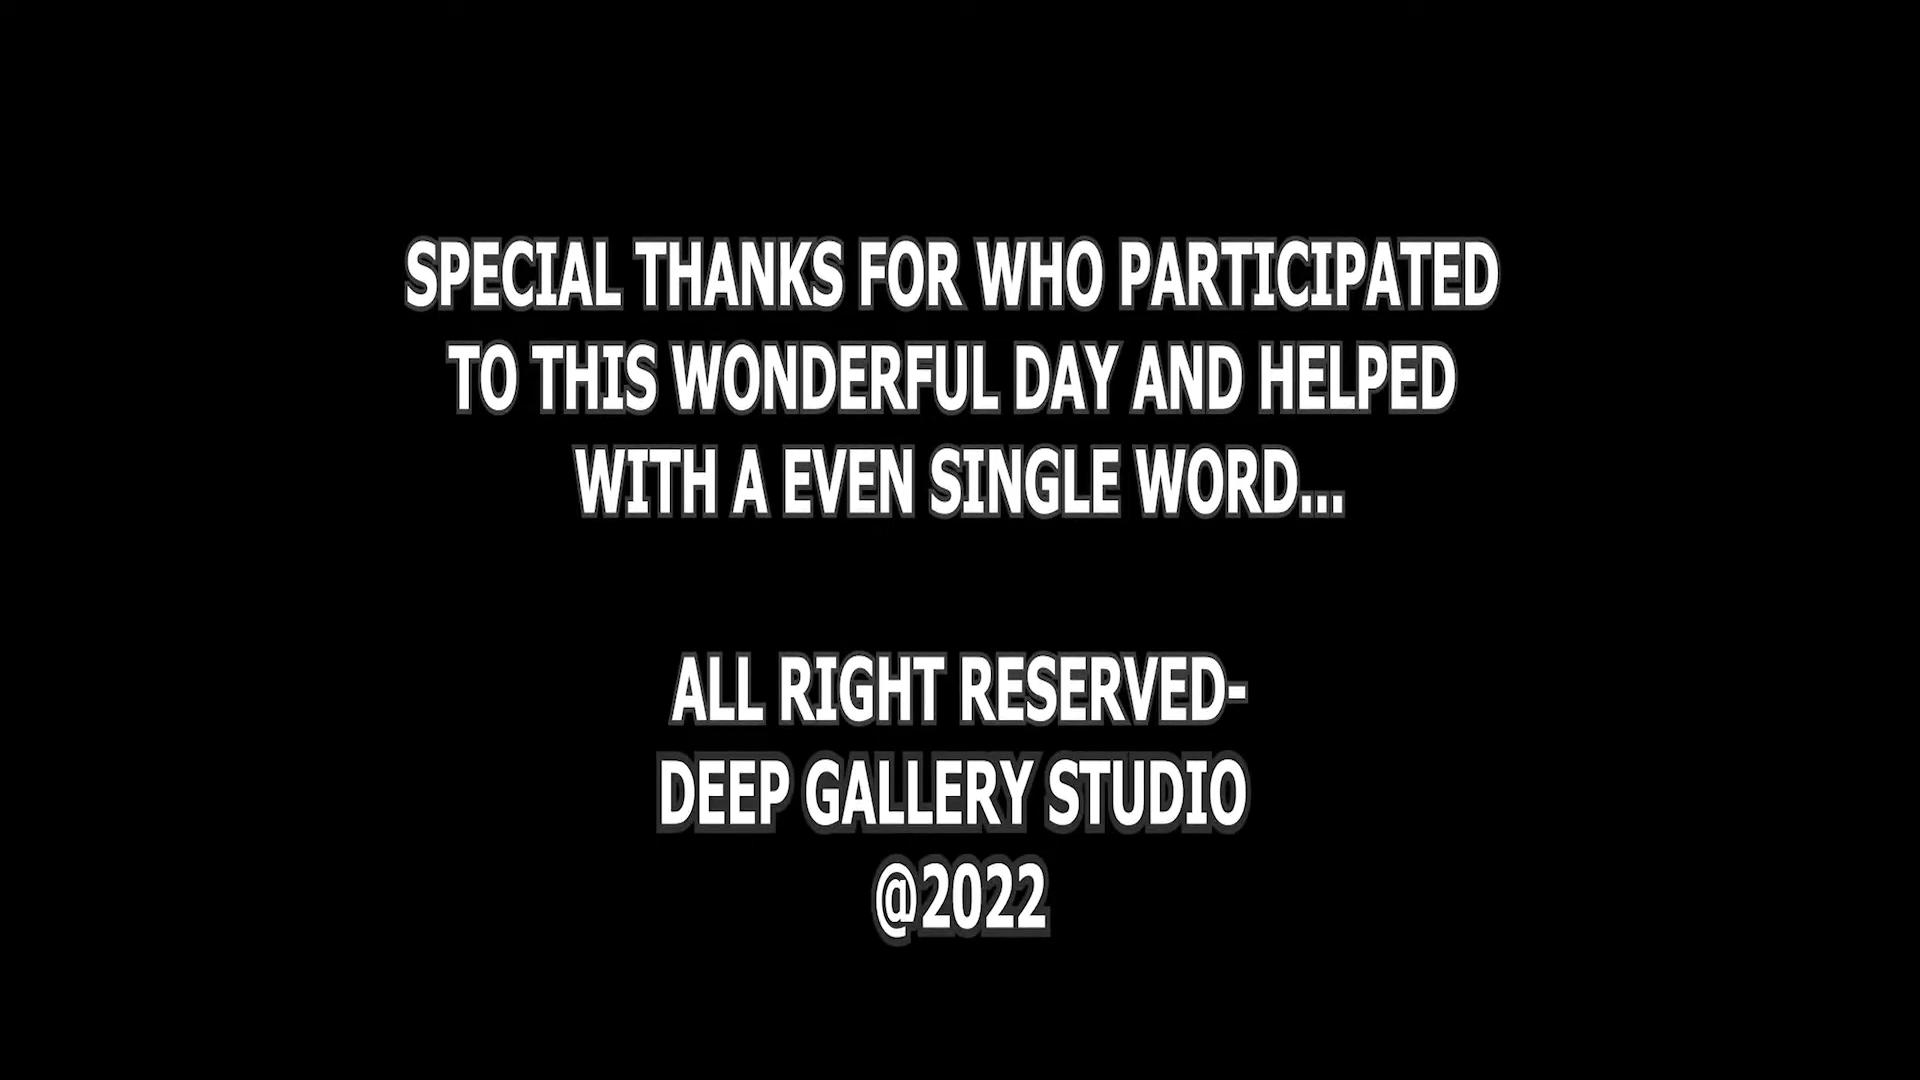 SPECIAL THANKS FOR WHO PARTICIPATED
TO THIS WONDERFUL DAY AND HELPED
WITH A EVEN SINGLE WORD...
ALL RIGHT RESERVED-
DEEP GALLERY STUDIO
@2022